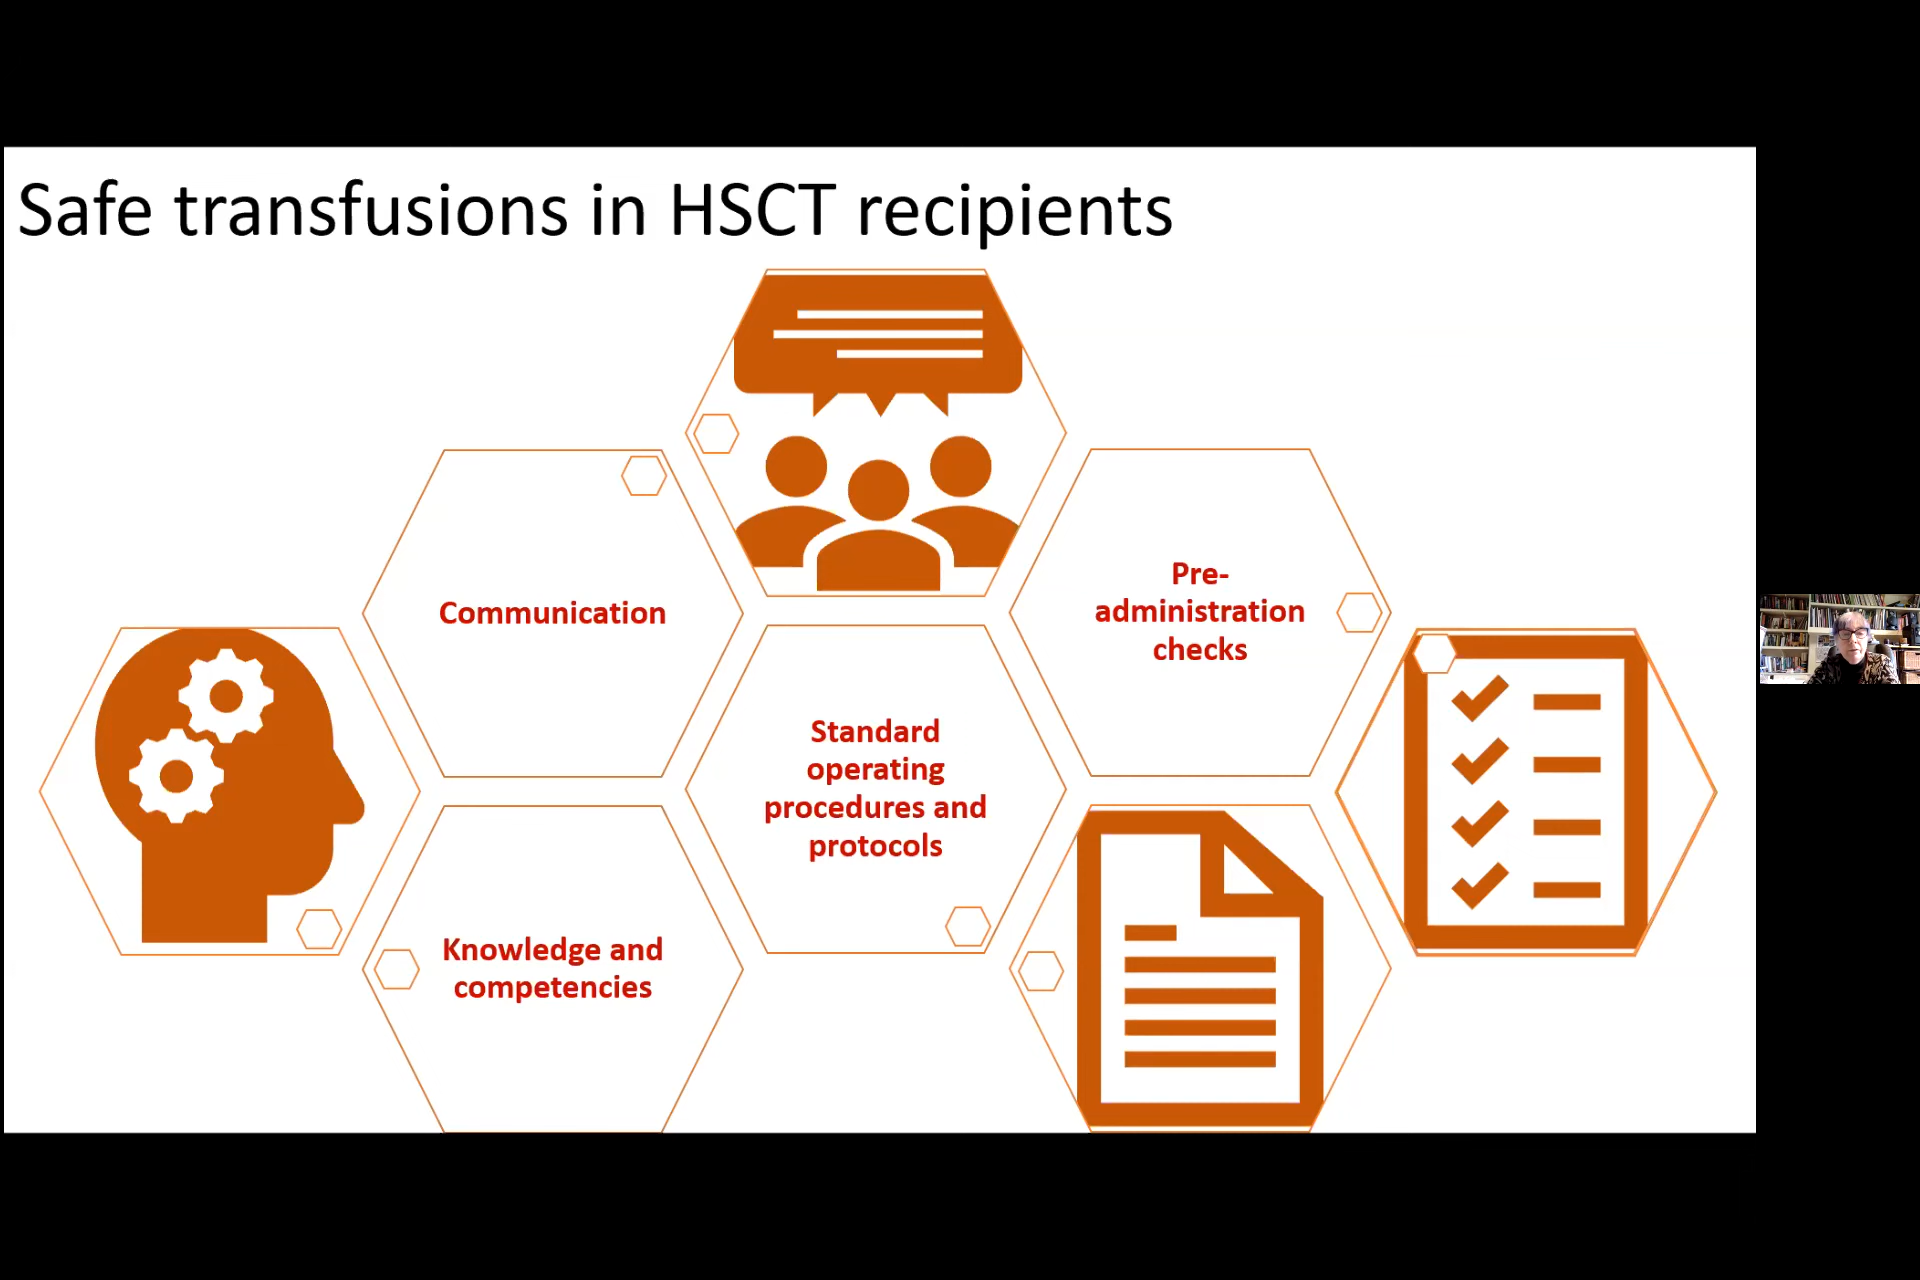 Safe transfusions in HSCT recipients
Communication
Pre-
administration
checks
Standard
operating
procedures and
protocols
Knowledge and
competencies